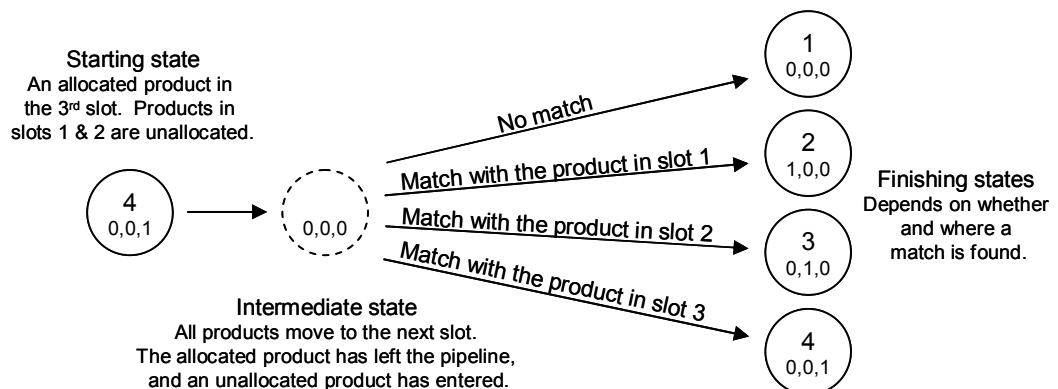 Starting state
An allocated product in
the 3rd slot. Products in
slots 1 & 2 are unallocated.
4
0,0,1
0,0,0
Intermediate state
All products move to the next slot.
The allocated product has left the pipeline,
and an unallocated product has entered.
No match
Match with the product in slot 1
Match with the product in slot 2
Match with the product in slot 3
1
0,0,0
2
1,0,0
3
0,1,0
4
0,0,1
Finishing states
Depends on whether
and where a
match is found.